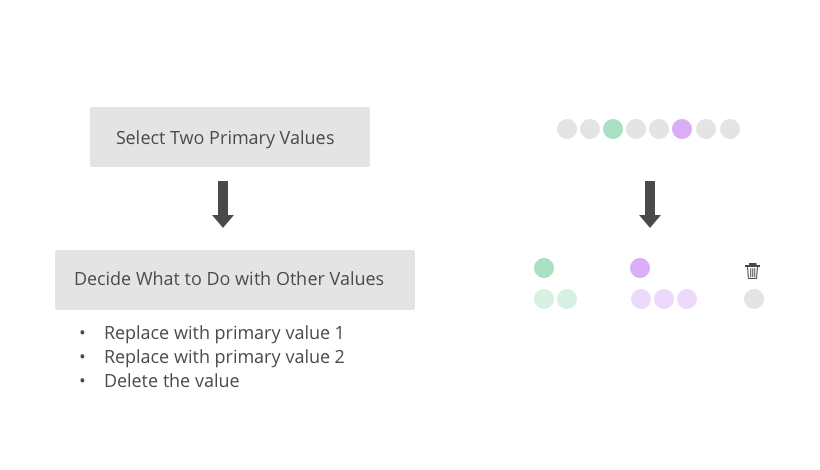 Select Two Primary Values
Decide What to Do with Other Values
• Replace with primary value 1
• Replace with primary value 2
• Delete the value